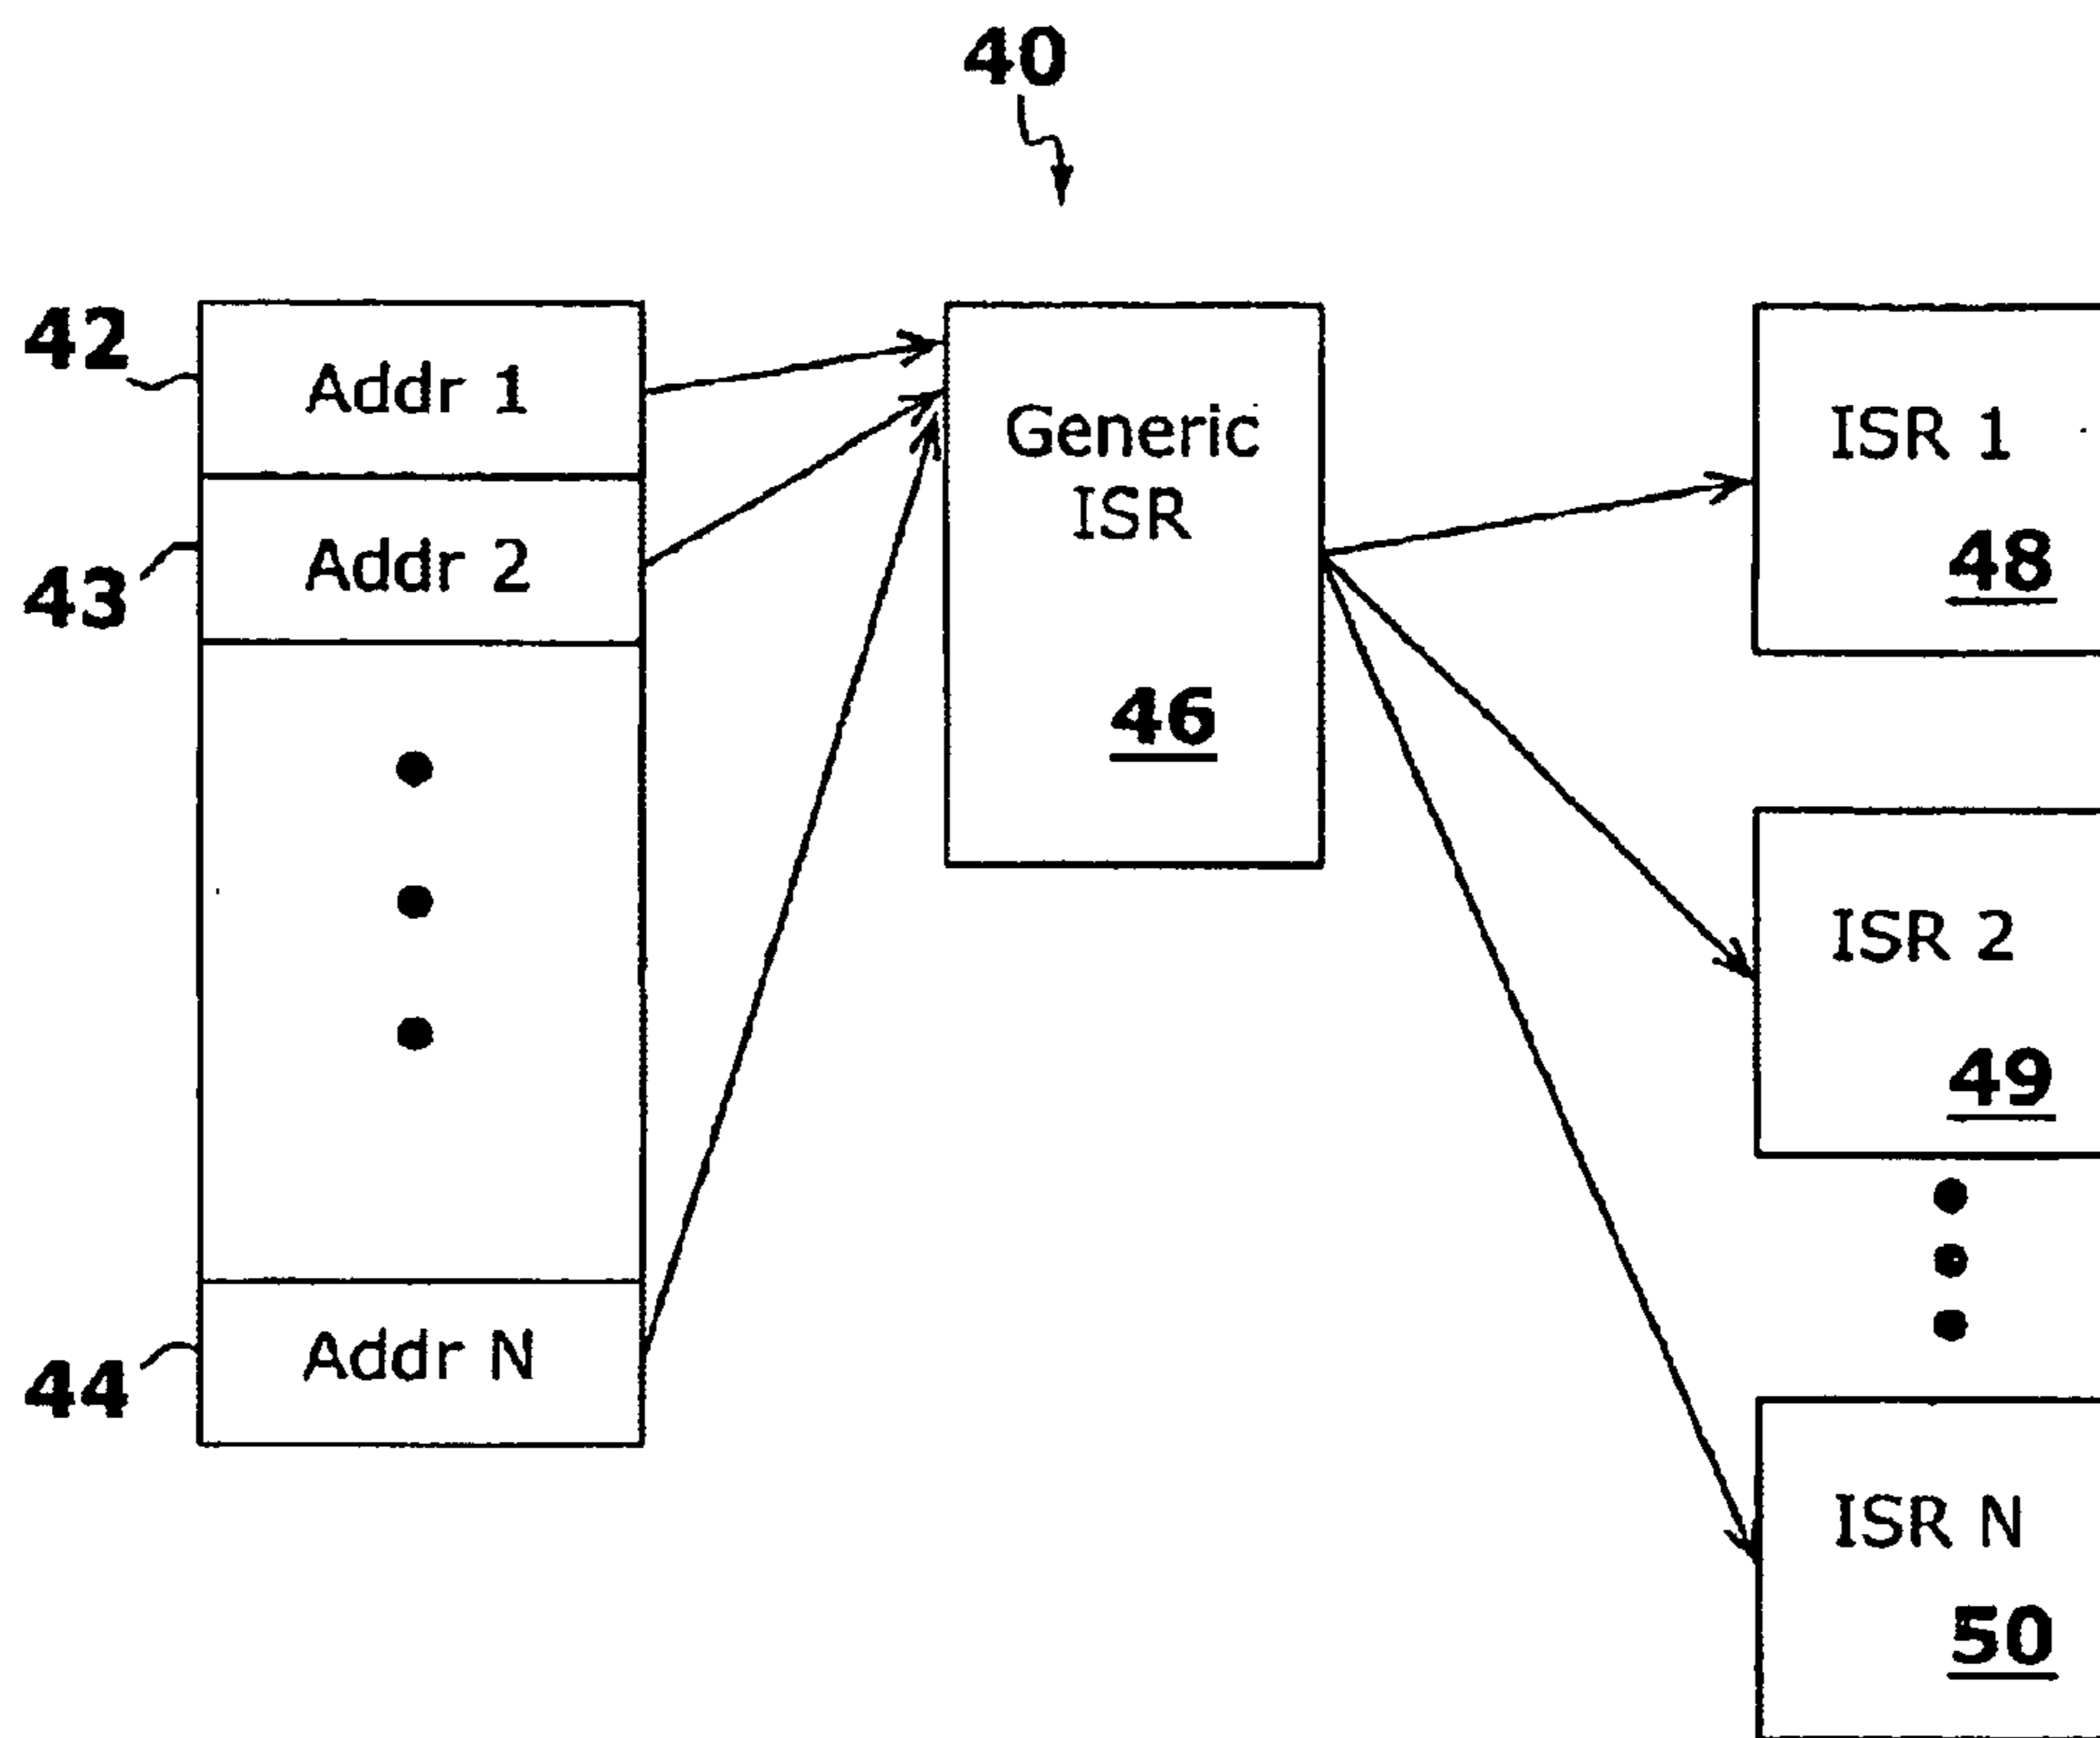 40
42
Addr 1
43
Addr 2
44
Addr N
Generic
ISR
46
ISR 1
48
ISR 2
49
ISR N
50